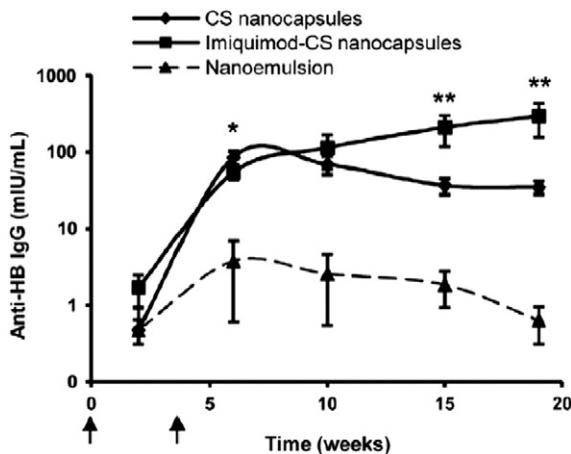 CS nanocapsules
Imiquimod-CS nanocapsules
Nanoemulsion
1000
100
10
1
0
Anti-HB IgG (mIU/mL)
*
**
**
0 5 10 15 20
Time (weeks)